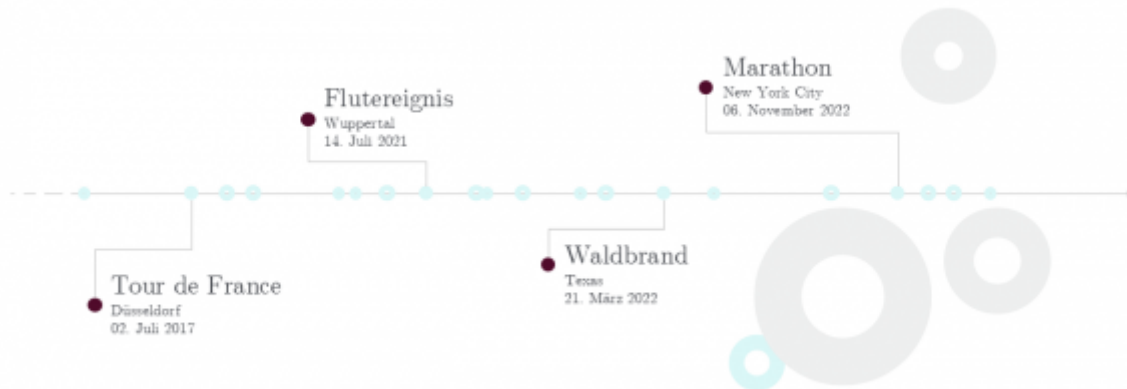 Marathon
New York City
06. November 2022
Flutereignis
Wuppertal
14. Juli 2021
Waldbrand
Texas
21. März 2022
Tour de France
Düsseldorf
02. Juli 2017